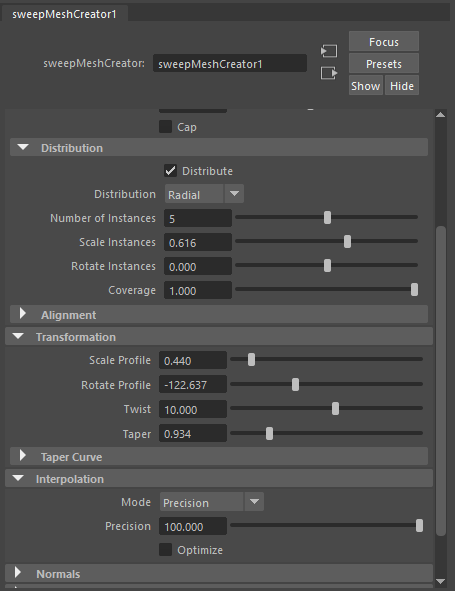 sweepMeshCreator1
Focus
sweepMeshCreator: sweepMeshCreator1
Presets
Show Hide
Cap
Distribution
Distribute
Distribution Radial
Number of Instances 5
Scale Instances 0.616
Rotate Instances 0.000
Coverage 1.000
Alignment
Transformation
Scale Profile 0.440
Rotate Profile -122.637
Twist 10.000
Taper 0.934
Taper Curve
Interpolation
Mode Precision
Precision 100.000
Optimize
Normals